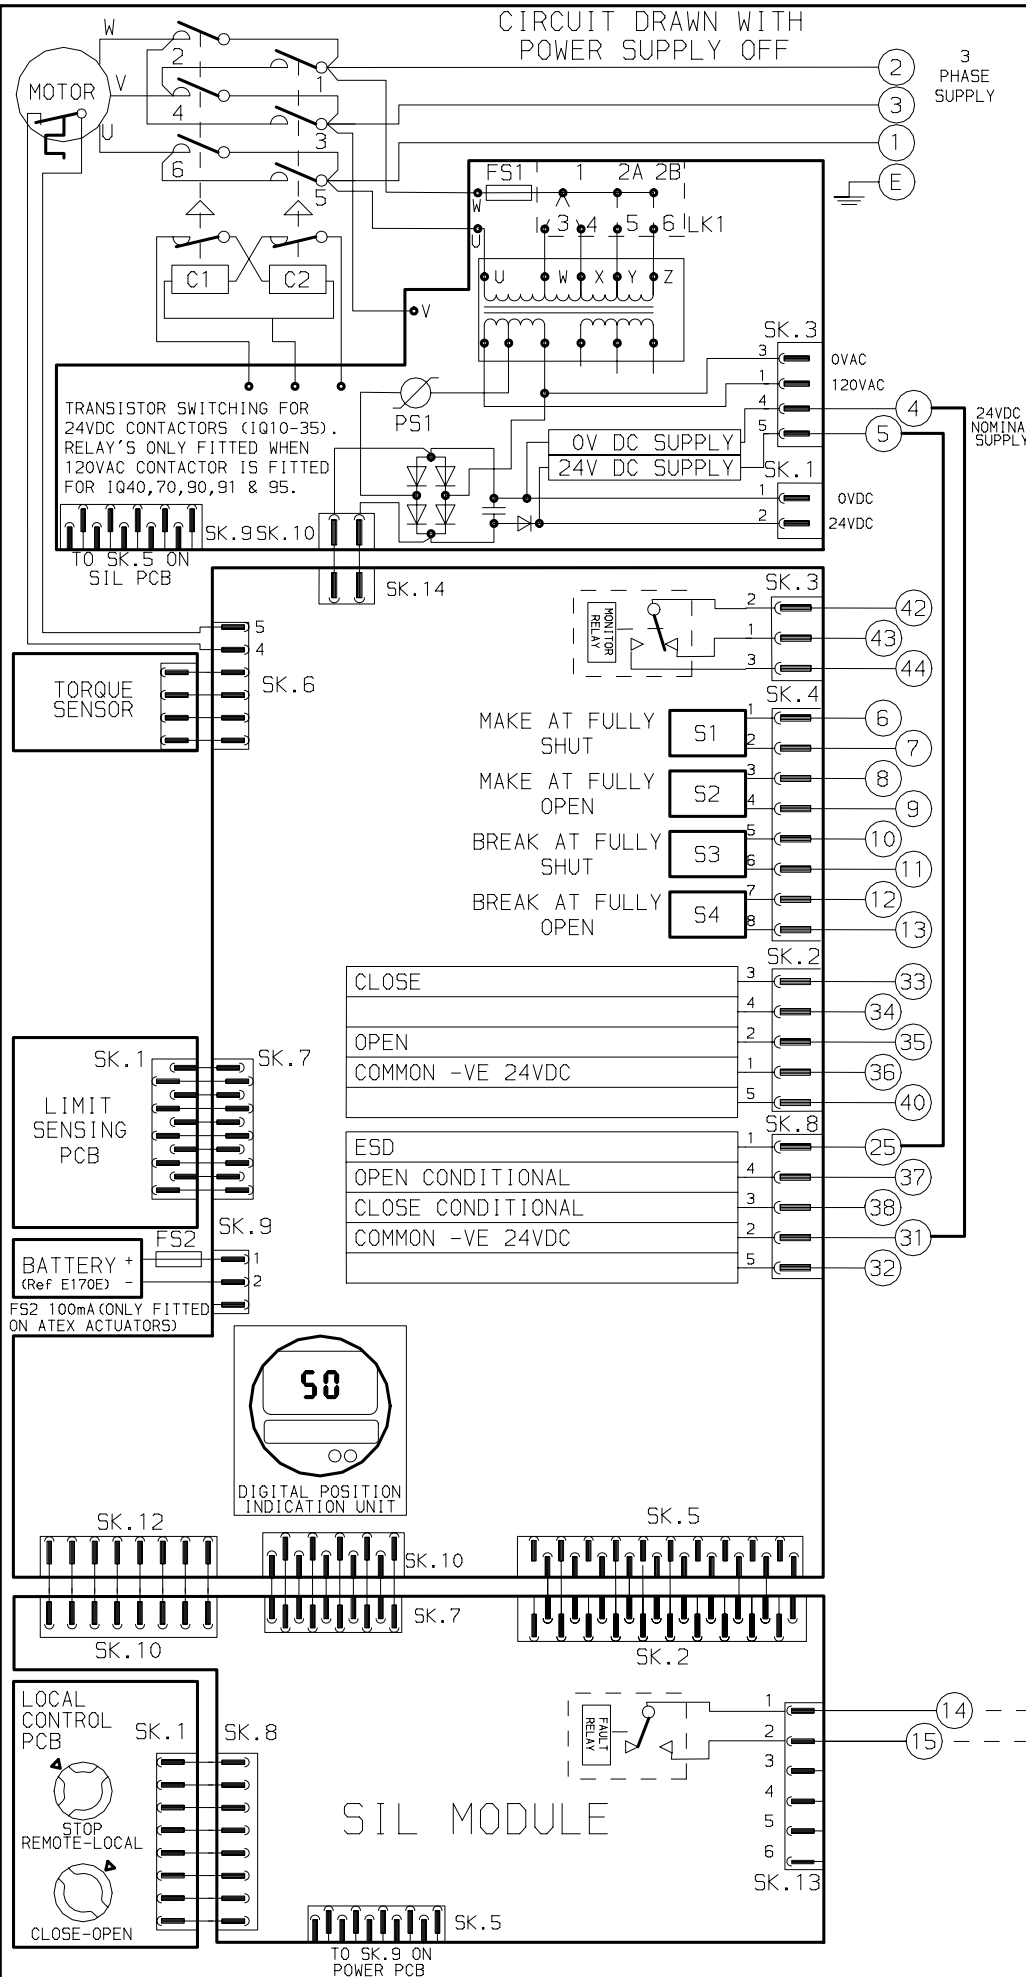 CIRCUIT DRAWN WITH
POWER SUPPLY OFF
W
2
1
2
3
PHASE
SUPPLY
MOTOR
V
4
3
3
U
6
5
1
E
FS1
1
2A
2B
W
U
3
4
5
6
LK1
C1
C2
U
W
X
Y
Z
V
SK.3
3
0VAC
1
120VAC
4
4
5
5
24VDC
NOMINA
SUPPLY
PS1
TRANSISTOR SWITCHING FOR
24VDC CONTACTORS (IQ10-35).
RELAY'S ONLY FITTED WHEN
120VAC CONTACTOR IS FITTED
FOR IQ40,70,90,91 & 95.
0V DC SUPPLY
24V DC SUPPLY
SK.1
1
0VDC
2
24VDC
SK.9
SK.10
TO SK.5 ON
SIL PCB
SK.14
SK.3
MONITOR
RELAY
2
42
1
43
3
44
5
4
SK.6
TORQUE
SENSOR
SK.4
MAKE AT FULLY
SHUT
S1
1
6
2
7
MAKE AT FULLY
OPEN
S2
3
8
4
9
BREAK AT FULLY
SHUT
S3
5
10
6
11
BREAK AT FULLY
OPEN
S4
7
12
8
13
SK.2
CLOSE
3
33
4
34
OPEN
2
35
COMMON -VE 24VDC
1
36
5
40
SK.8
ESD
1
25
OPEN CONDITIONAL
4
37
CLOSE CONDITIONAL
3
38
COMMON -VE 24VDC
2
31
5
32
SK.1
SK.7
LIMIT
SENSING
PCB
SK.9
FS2
BATTERY + 
(Ref E170E) -
1
2
FS2 100mA(ONLY FITTED
ON ATEX ACTUATORS)
50
DIGITAL POSITION
INDICATION UNIT
SK.12
SK.10
SK.5
SK.10
SK.7
SK.2
LOCAL
CONTROL
PCB
SK.1
SK.8
STOP
REMOTE-LOCAL
CLOSE-OPEN
FAULT
RELAY
1
14
2
15
3
4
5
6
SK.13
SIL MODULE
SK.5
TO SK.9 ON
POWER PCB